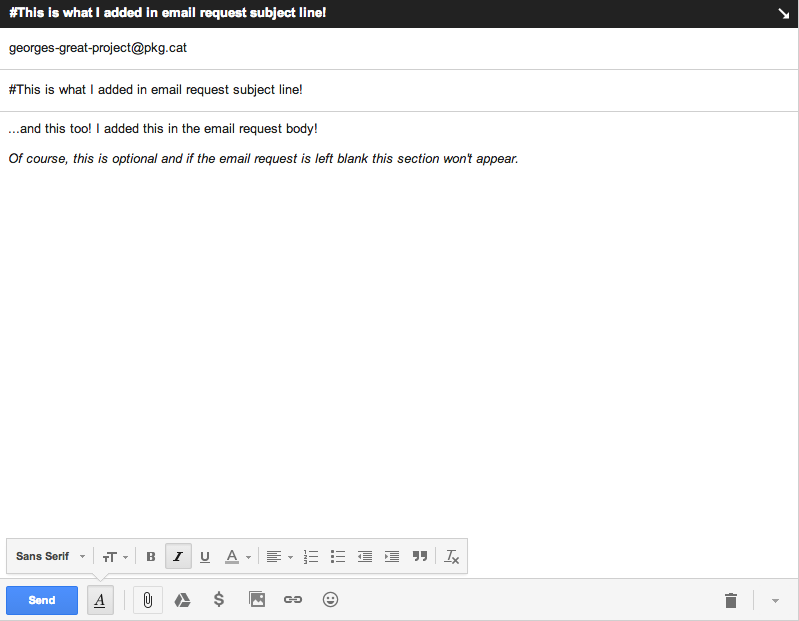 #This is what I added in email request subject line!
georges-great-project@pkg.cat
#This is what I added in email request subject line!
...and this too! I added this in the email request body!
Of course, this is optional and if the email request is left blank this section won't appear.
Sans Serif TT B I U A
Send A $